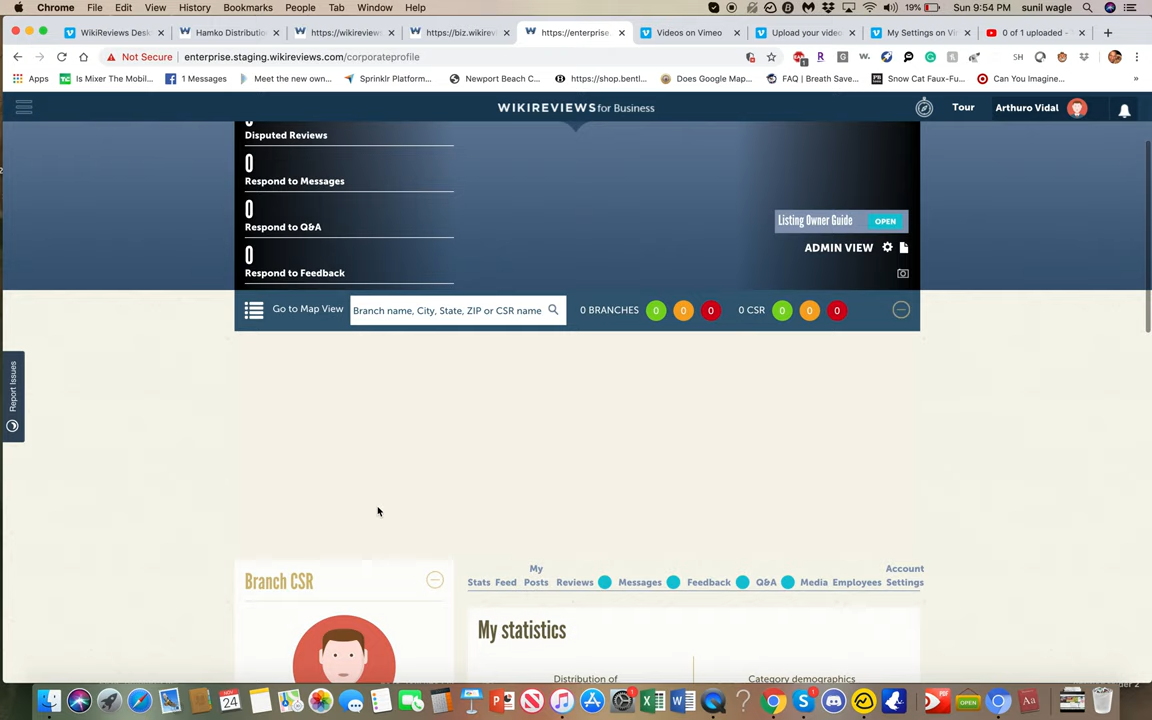 Chrome File Edit View History Bookmarks People Tab Window Help 19% Sun 9:54 PM sunil wagle
WikiReviews Desk Hamko Distributio https://wikireviews. https://biz.wikirevi https://enterprise. Videos on Vimeo Upload your video My Settings on 0 of 1 uploaded -
Not Secure enterprise.staging.wikireviews.com/corporateprofile
Apps Is Mixer The Mobil... 1 Messages Meet the new own... Sprinklr Platform... Newport Beach C... https://shop.bentl... Does Google Map... FAQ | Breath Save... Snow Cat Faux-Fu... Can You Imagine...
WIKIREVIEWS for Business Tour Arthuro Vidal
Disputed Reviews
0
Respond to Messages
0
Respond to Q&A
0
Respond to Feedback
Listing Owner Guide OPEN
ADMIN VIEW
Go to Map View Branch name, City, State, ZIP or CSR name 0 BRANCHES 0 0 0 0 CSR 0 0 0
Report Issues
Branch CSR
Stats Feed My Posts Reviews Messages Feedback Q&A Media Employees Account Settings
My statistics
Distribution of Category demographics
NOV
24